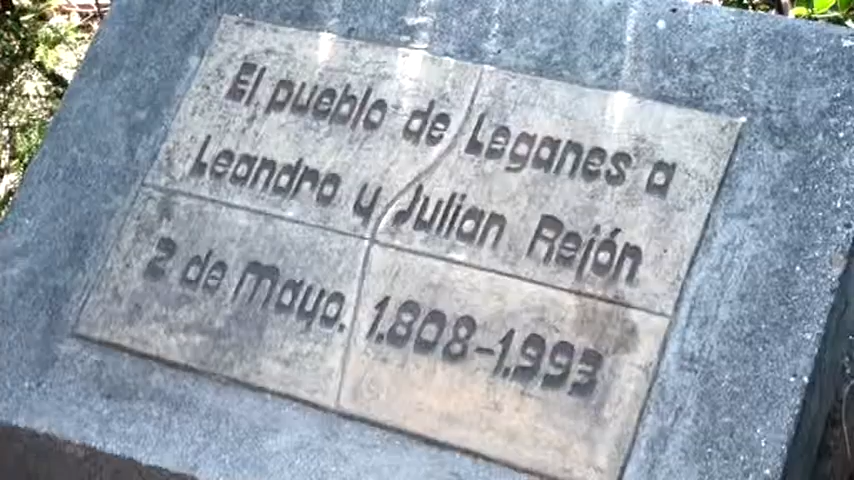 El pueblo de Leganes a
Leandro y Julian Rejón
2 de Mayo. 1.808-1.993